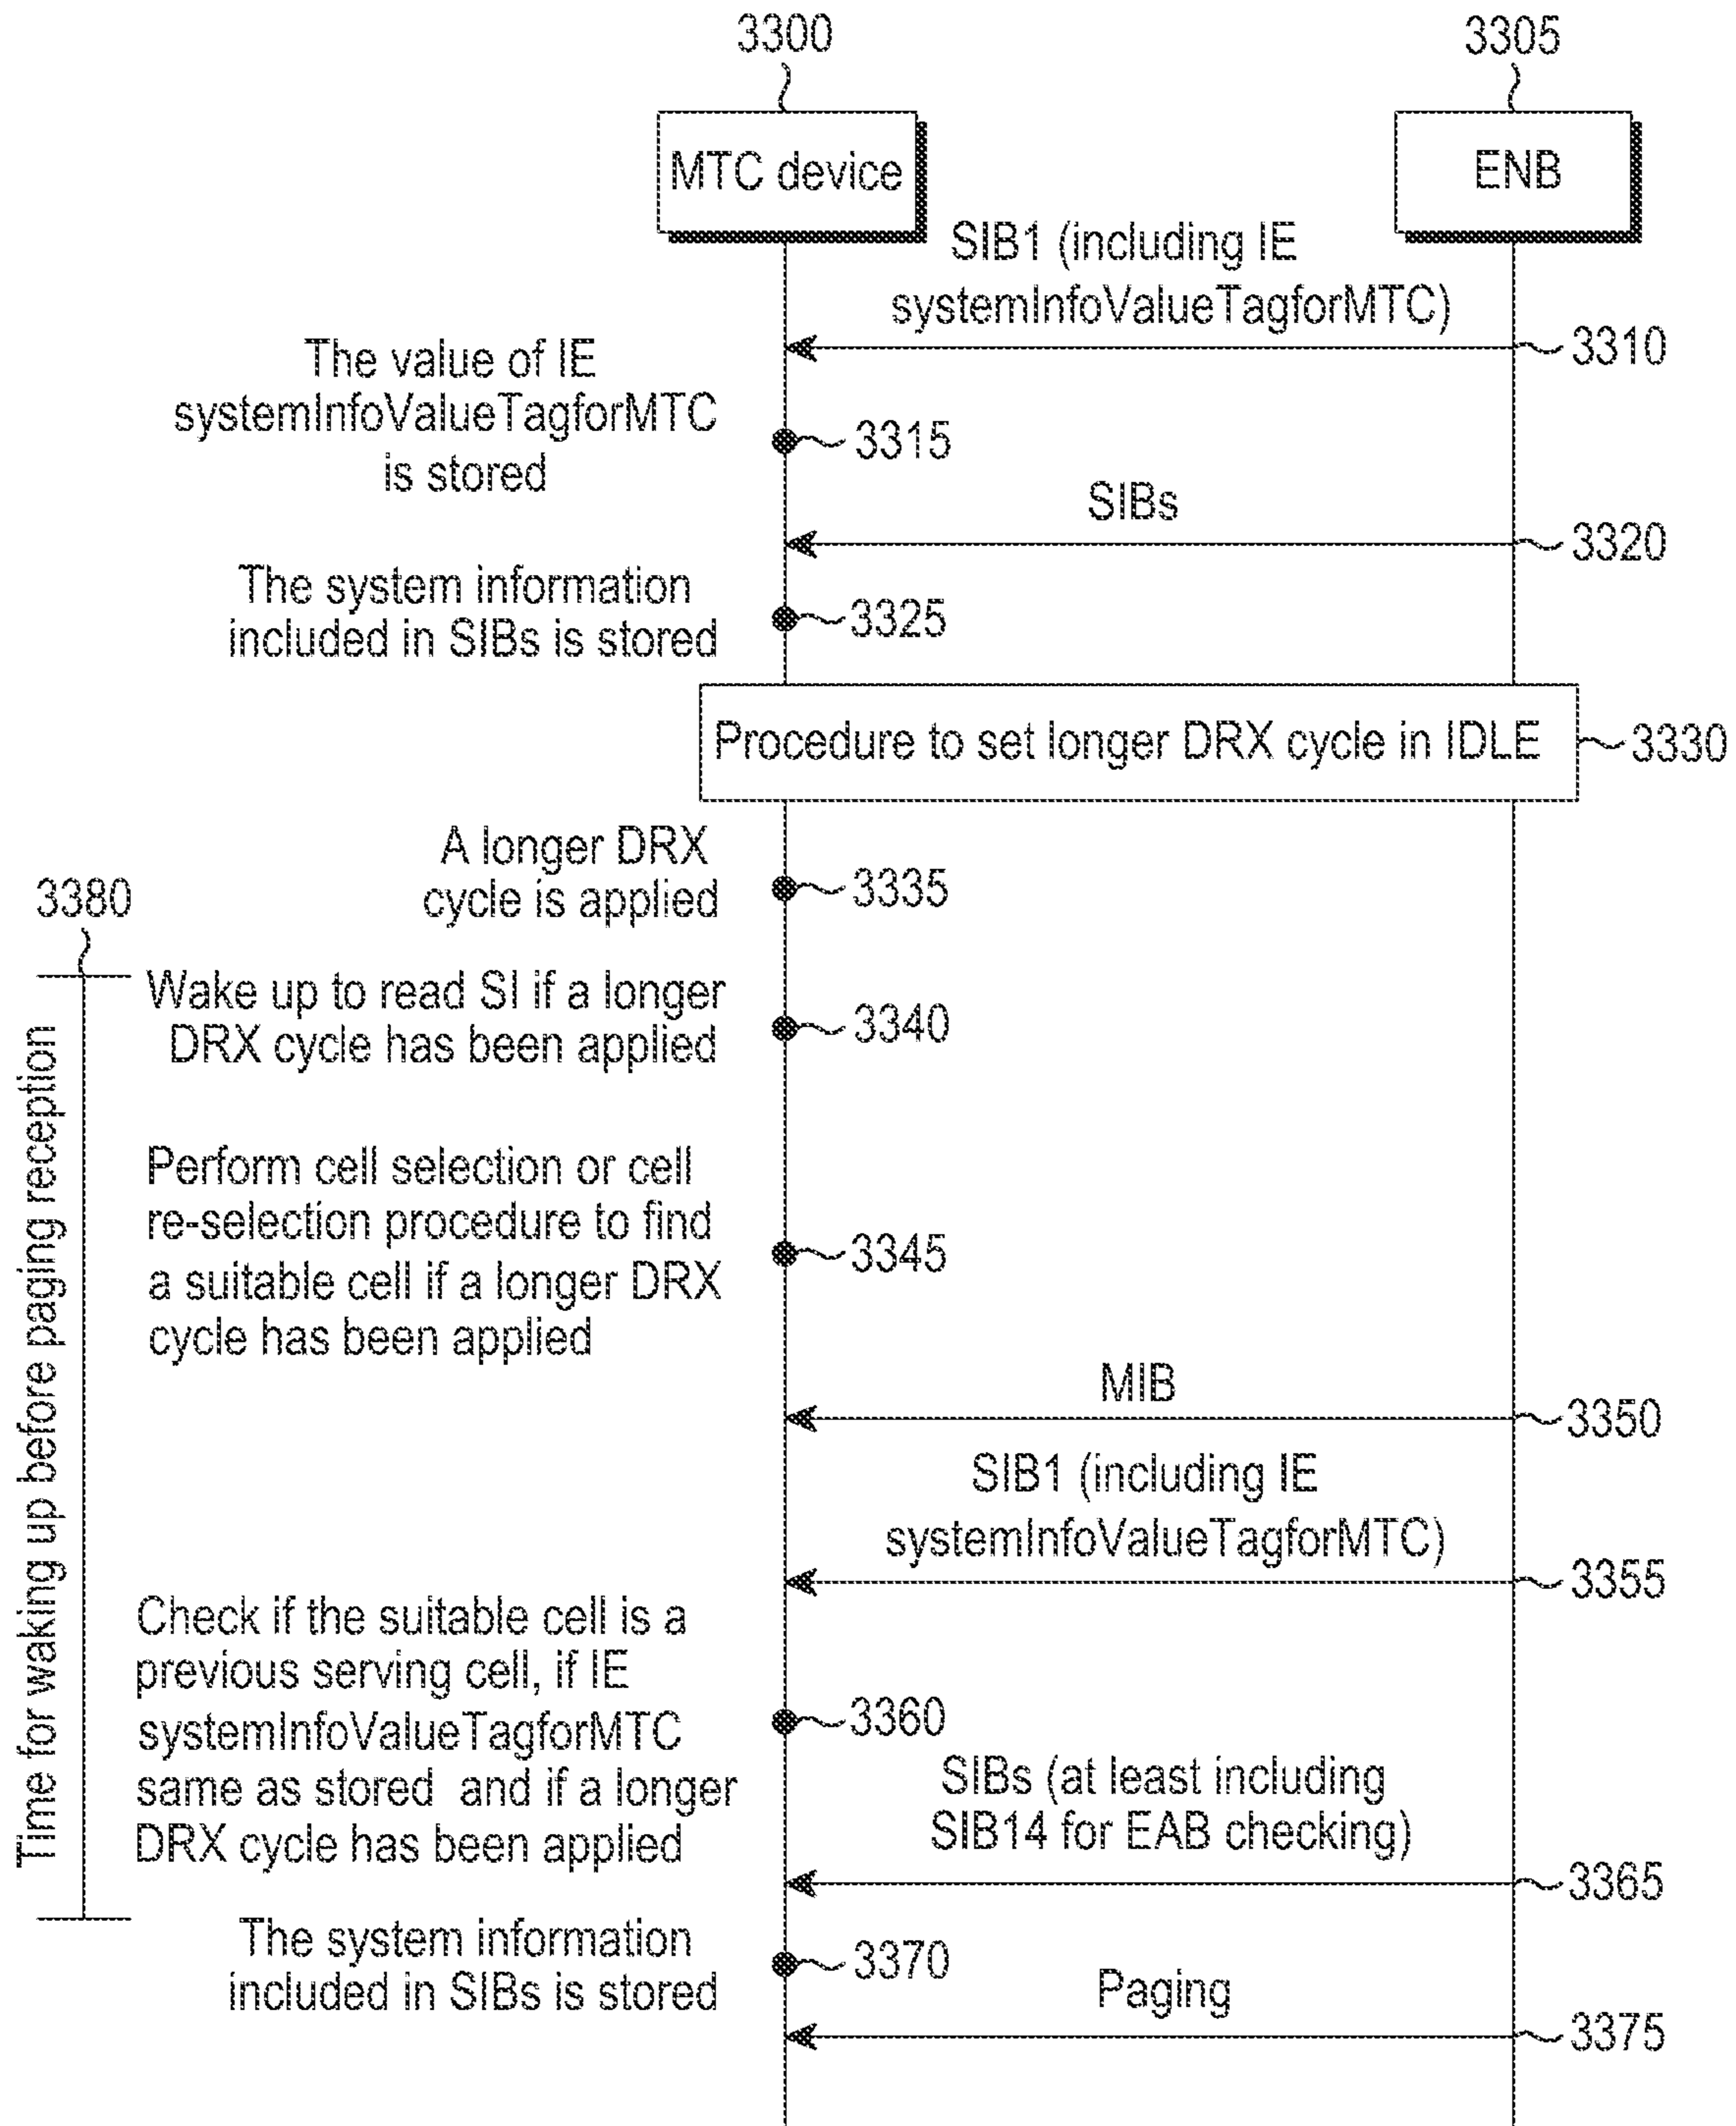 3300
3305
MTC device
ENB
SIB1 (including IE
systemInfoValueTagforMTC)
3310
The value of IE
systemInfoValueTagforMTC
is stored
3315
SIBs
3320
The system information
included in SIBs is stored
3325
Procedure to set longer DRX cycle in IDLE
3330
A longer DRX
cycle is applied
3335
3380
Time for waking up before paging reception
Wake up to read SI if a longer
DRX cycle has been applied
3340
Perform cell selection or cell
re-selection procedure to find
a suitable cell if a longer DRX
cycle has been applied
3345
MIB
3350
SIB1 (including IE
systemInfoValueTagforMTC)
3355
Check if the suitable cell is a
previous serving cell, if IE
systemInfoValueTagforMTC
same as stored and if a longer
DRX cycle has been applied
3360
SIBs (at least including
SIB14 for EAB checking)
3365
The system information
included in SIBs is stored
3370
Paging
3375